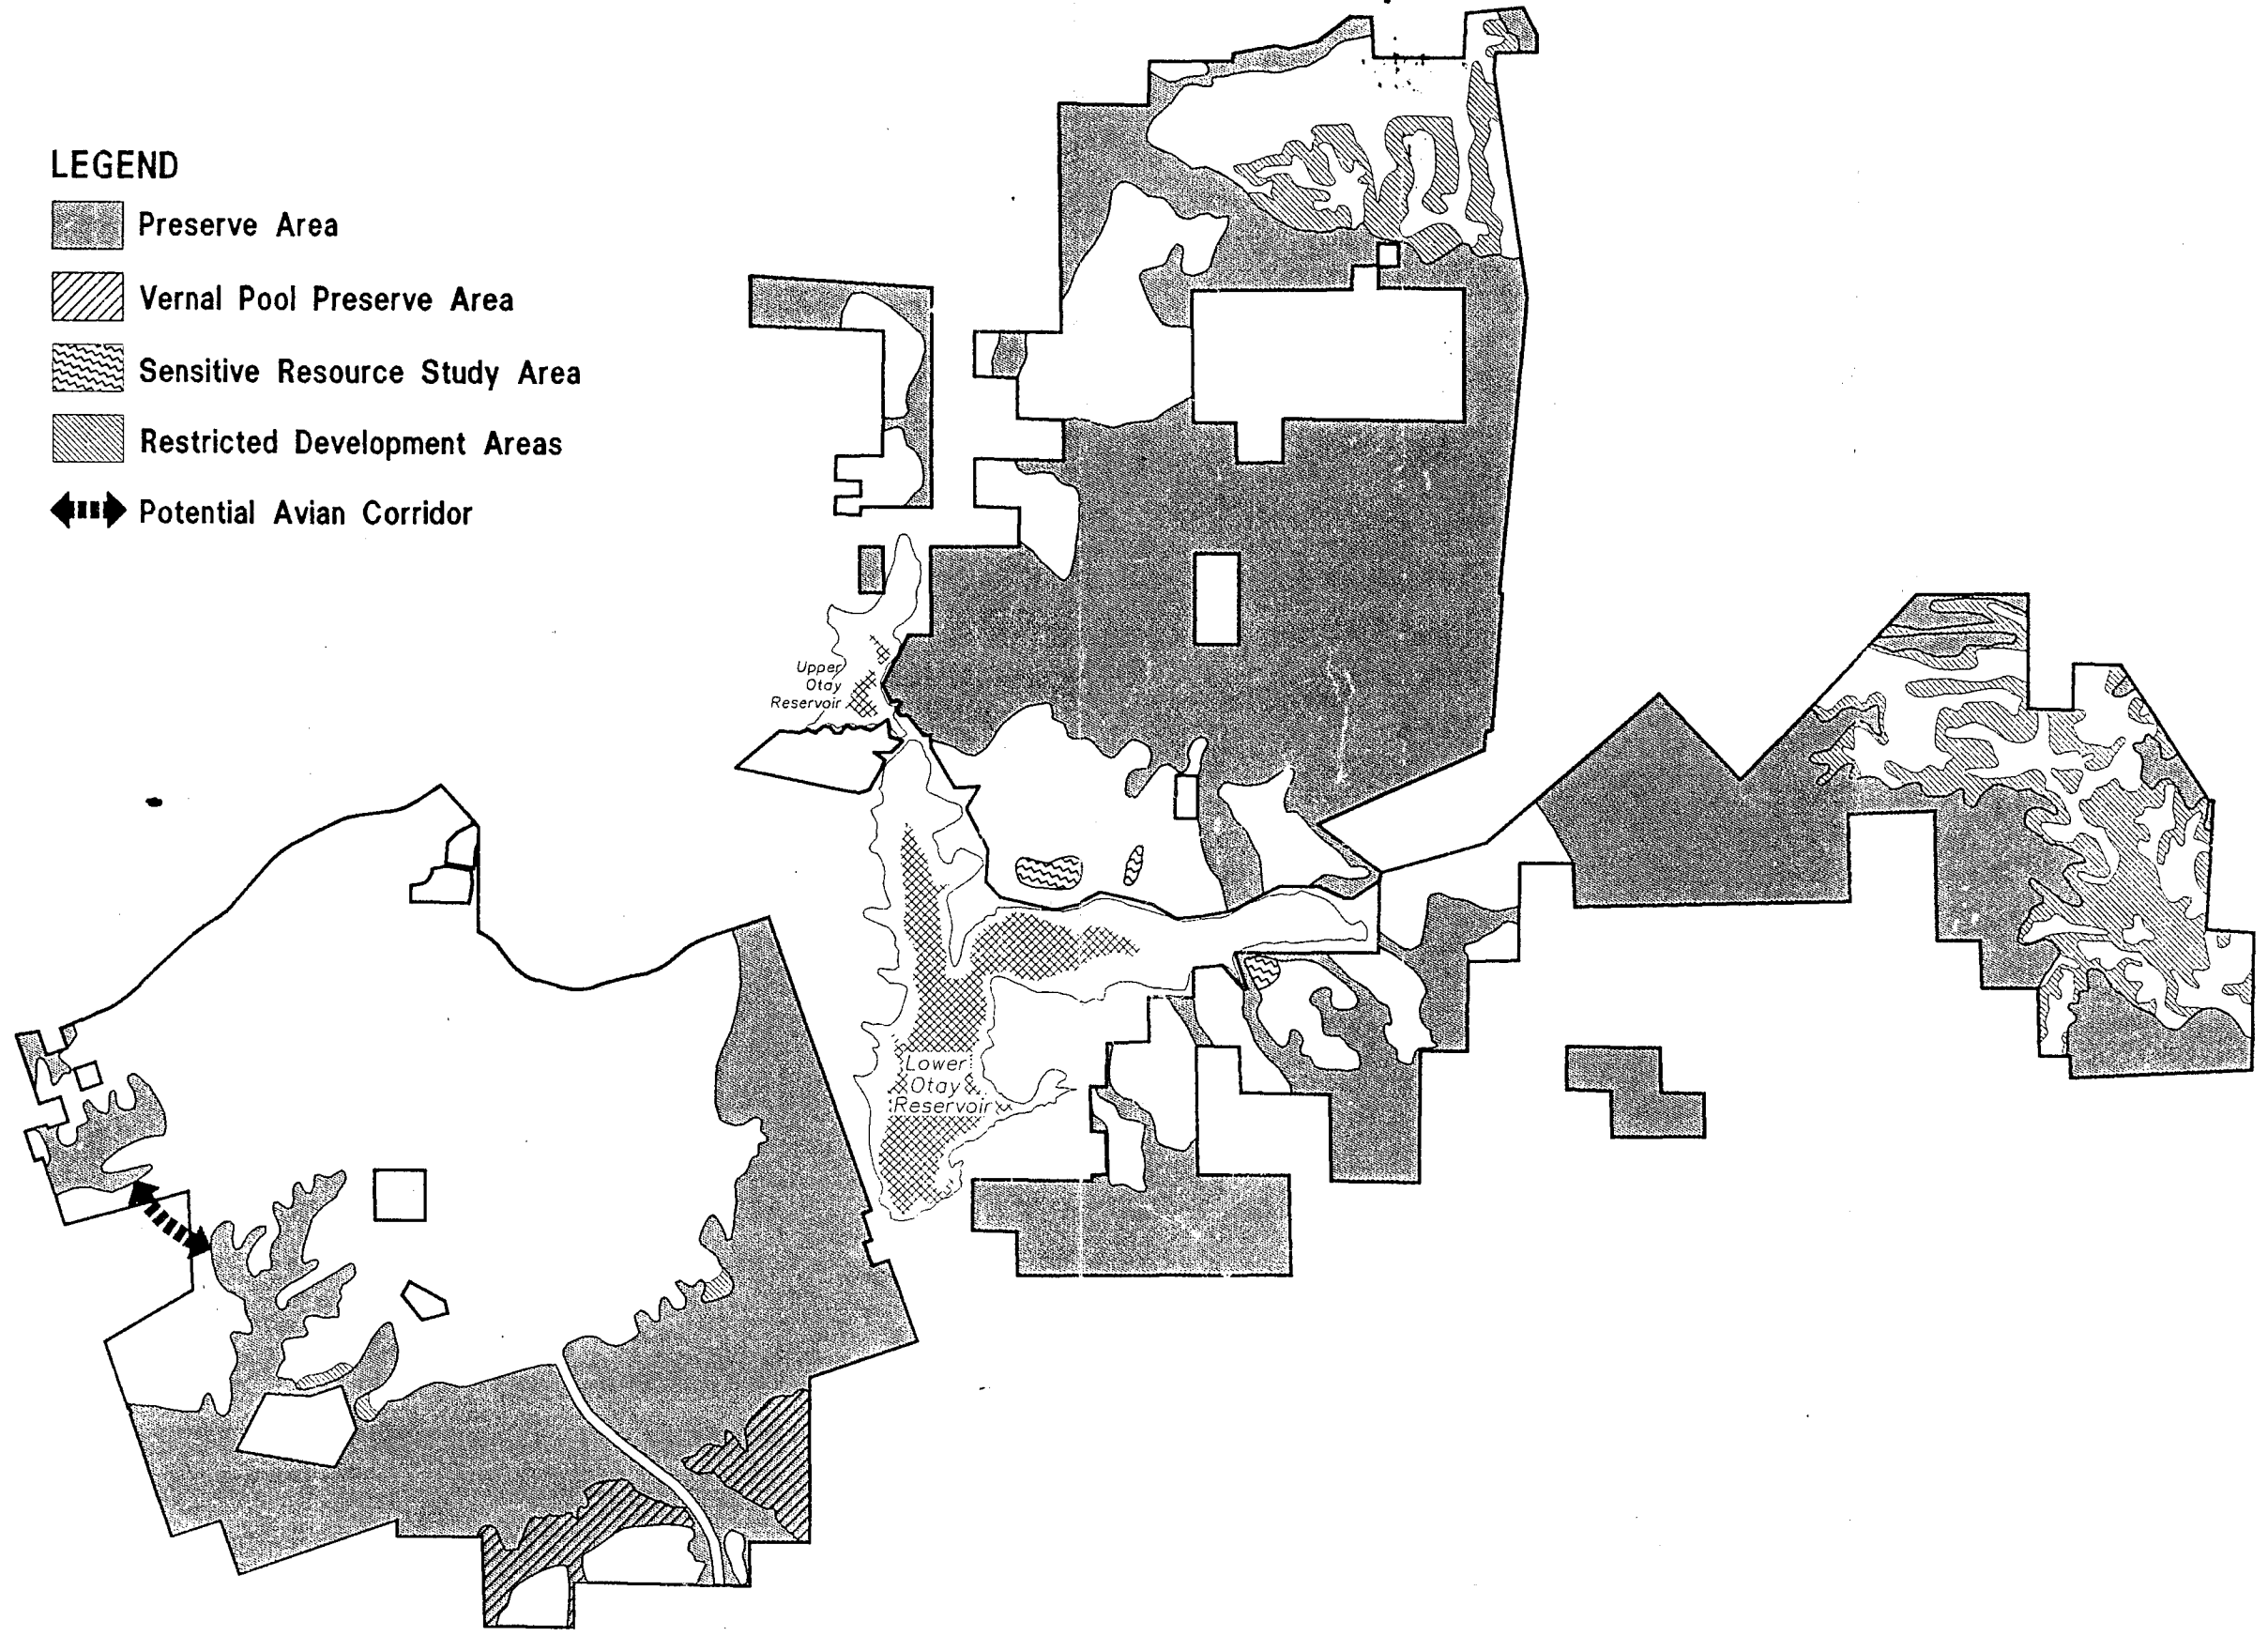 LEGEND
Preserve Area
Vernal Pool Preserve Area
Sensitive Resource Study Area
Restricted Development Areas
Potential Avian Corridor
Upper
Otay
Reservoir
Lower
Otay
Reservoir